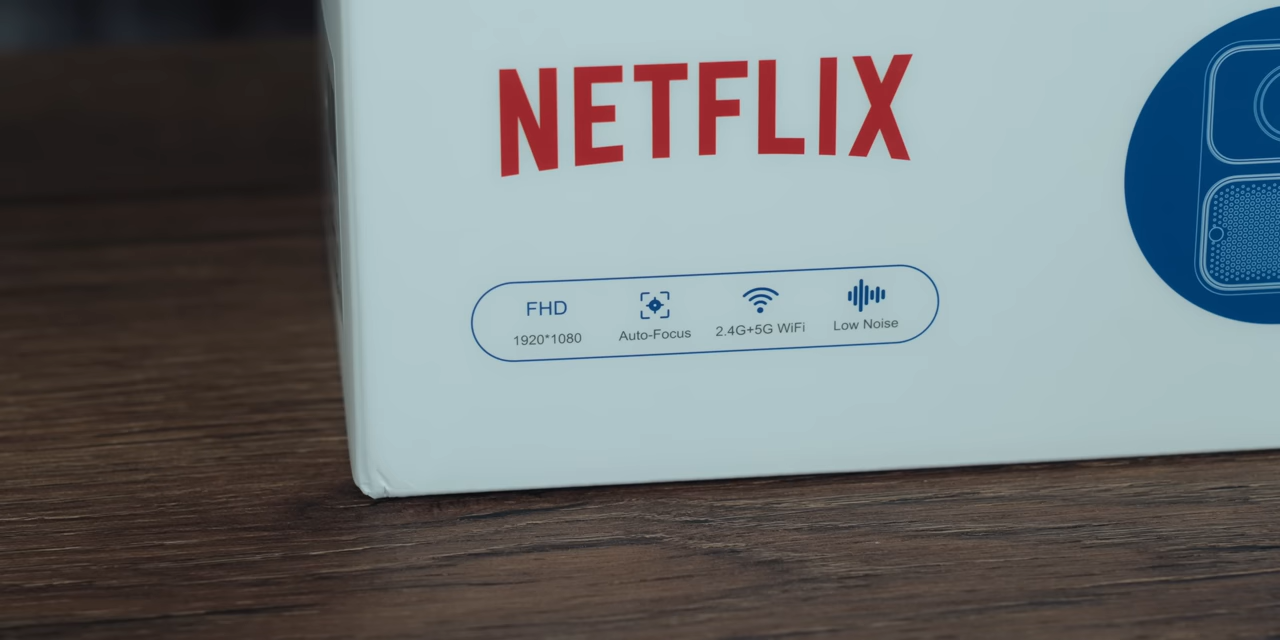 NETFLIX
FHD
1920*1080
Auto-Focus
2.4G+5G WiFi
Low Noise